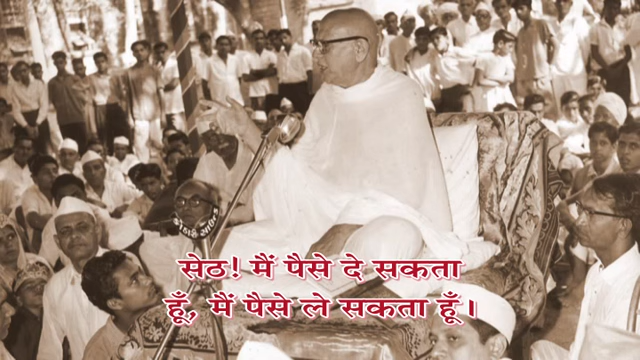 सेठ! मैं पैसे दे सकता
हूँ, मैं पैसे ले सकता हूँ।